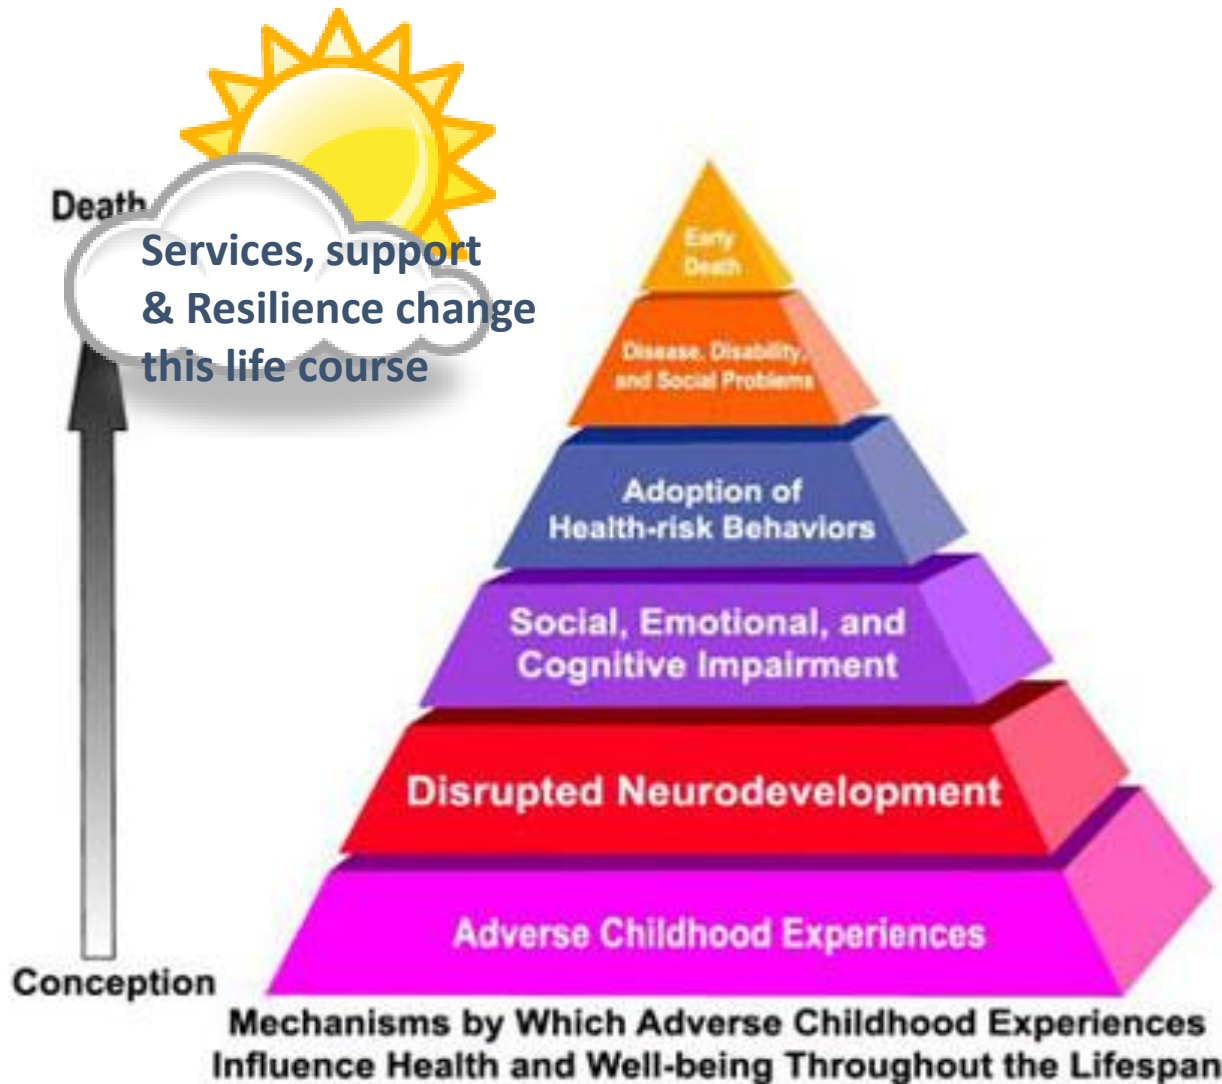 Death
Services, support
& Resilience change
this life course
Early
Death
Disease, Disability,
and Social Problems
Adoption of
Health-risk Behaviors
Social, Emotional, and
Cognitive Impairment
Disrupted Neurodevelopment
Adverse Childhood Experiences
Conception
Mechanisms by Which Adverse Childhood Experiences
Influence Health and Well-being Throughout the Lifespan